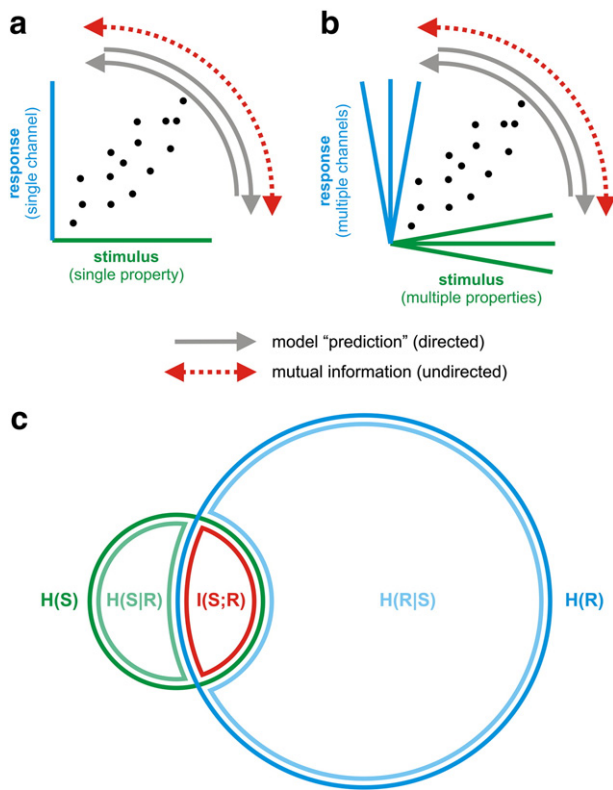 a
response
(single channel)
stimulus
(single property)
b
response
(multiple channels)
stimulus
(multiple properties)
model “prediction” (directed)
mutual information (undirected)
c
H(S)
H(S|R)
I(S;R)
H(R|S)
H(R)